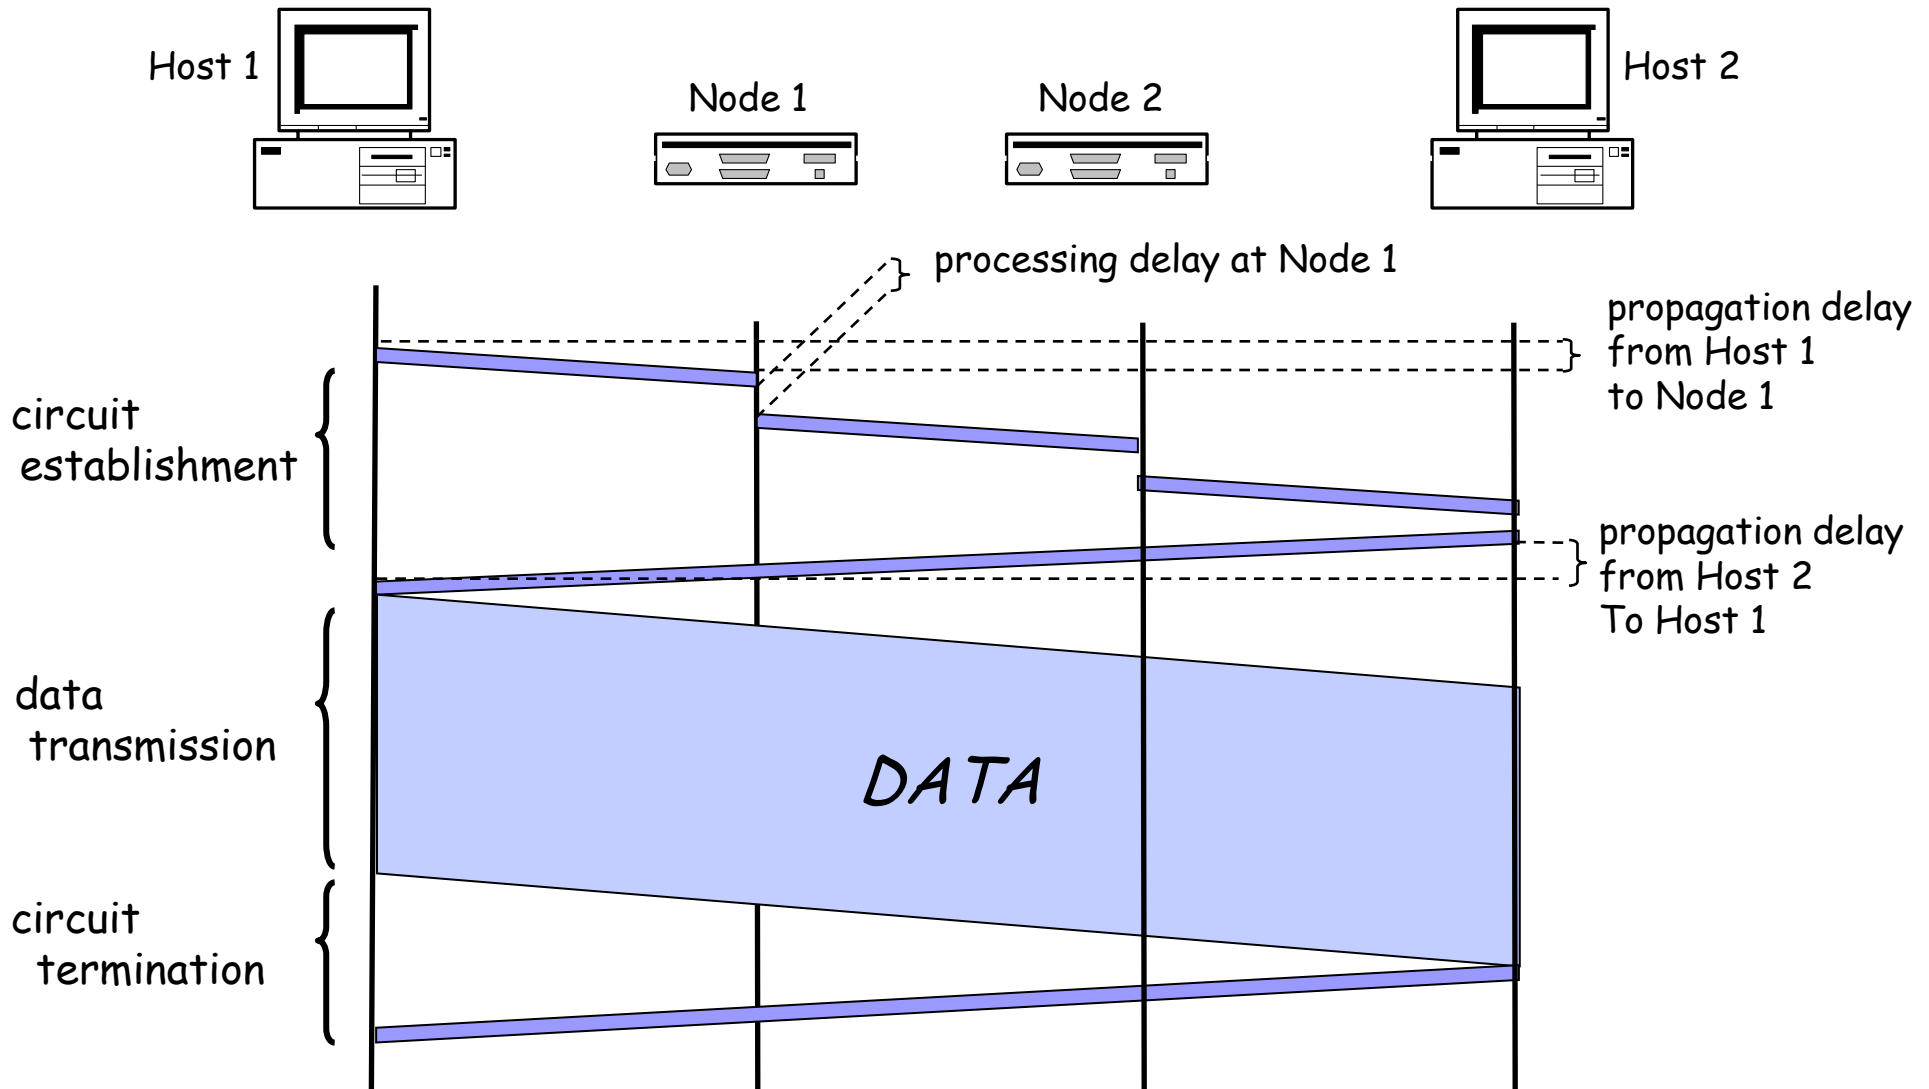 Host 1
Node 1
Node 2
Host 2
processing delay at Node 1
propagation delay
from Host 1
to Node 1
circuit
establishment
propagation delay
from Host 2
To Host 1
data
transmission
DATA
circuit
termination